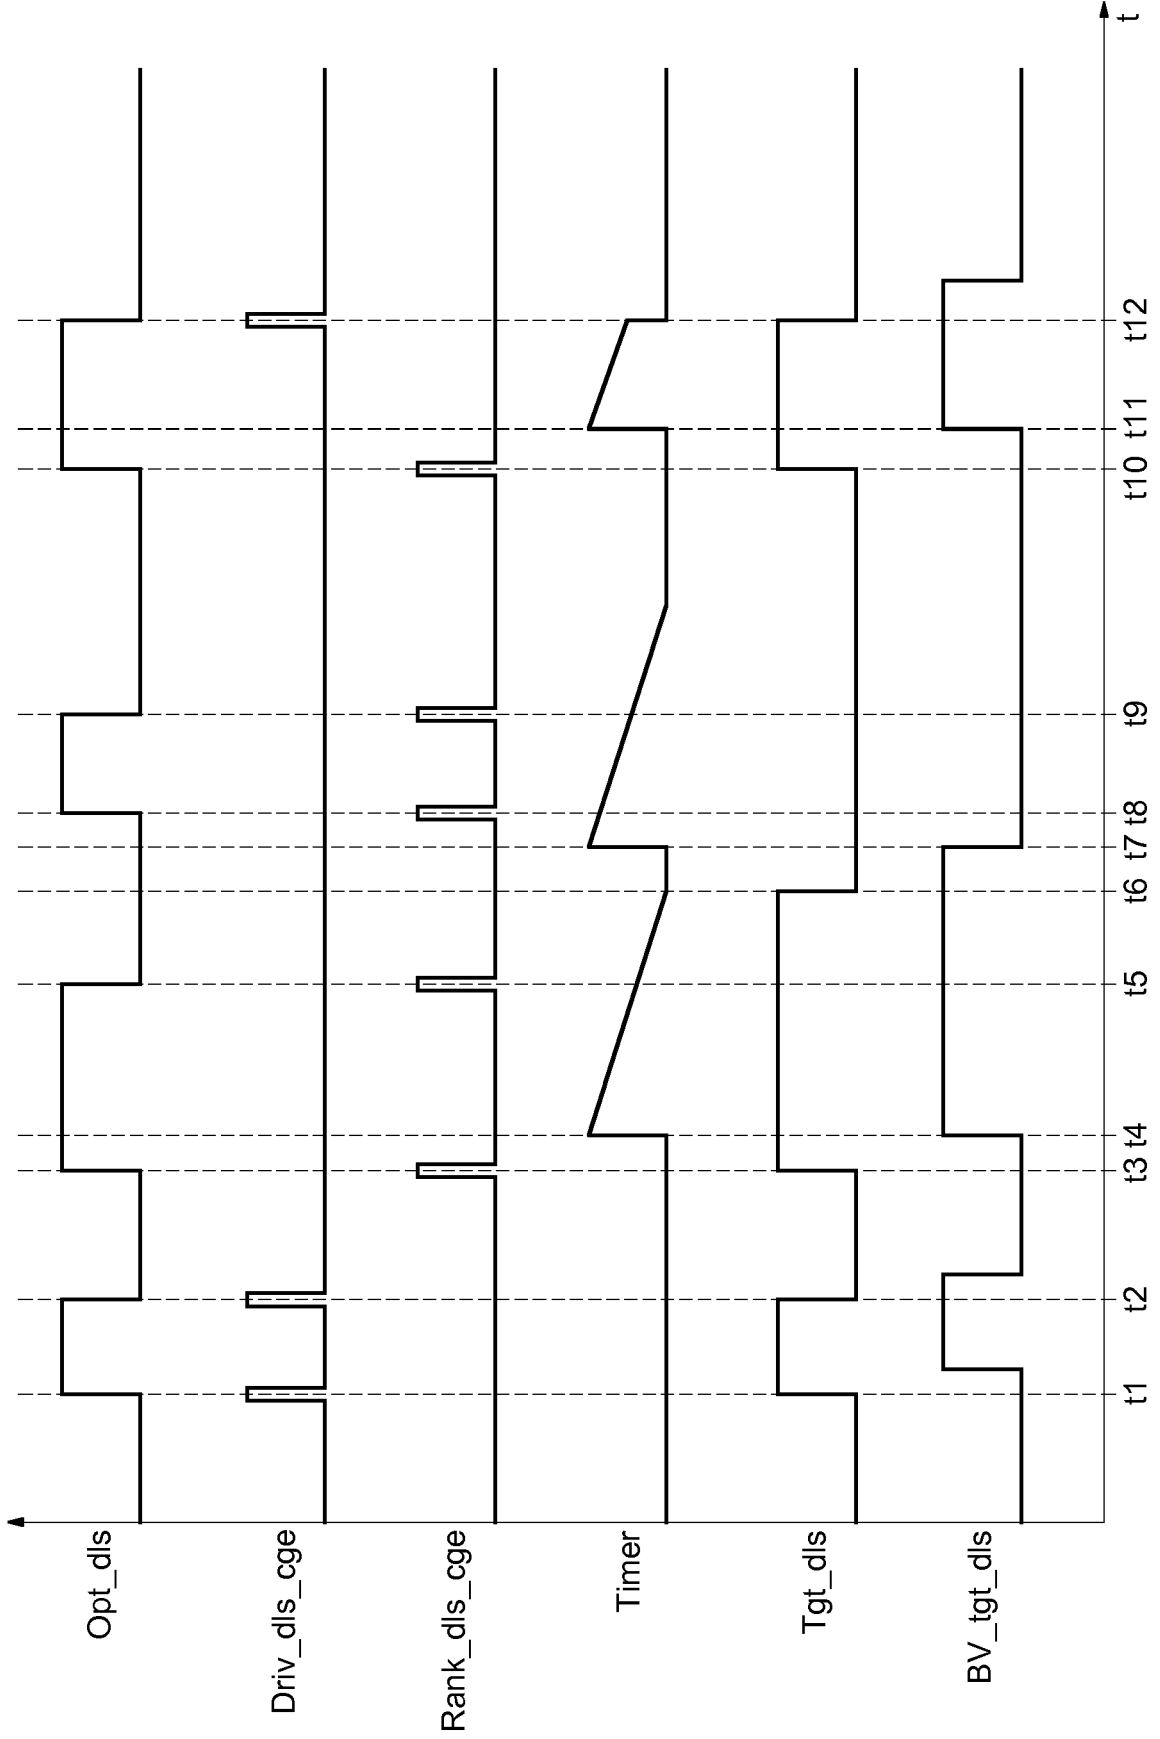 Opt_dls
Driv_dls_cge
Rank_dls_cge
Timer
Tgt_dls
BV_tgt_dls
t1 t2 t3 t4 t5 t6 t7 t8 t9 t10 t11 t12 t